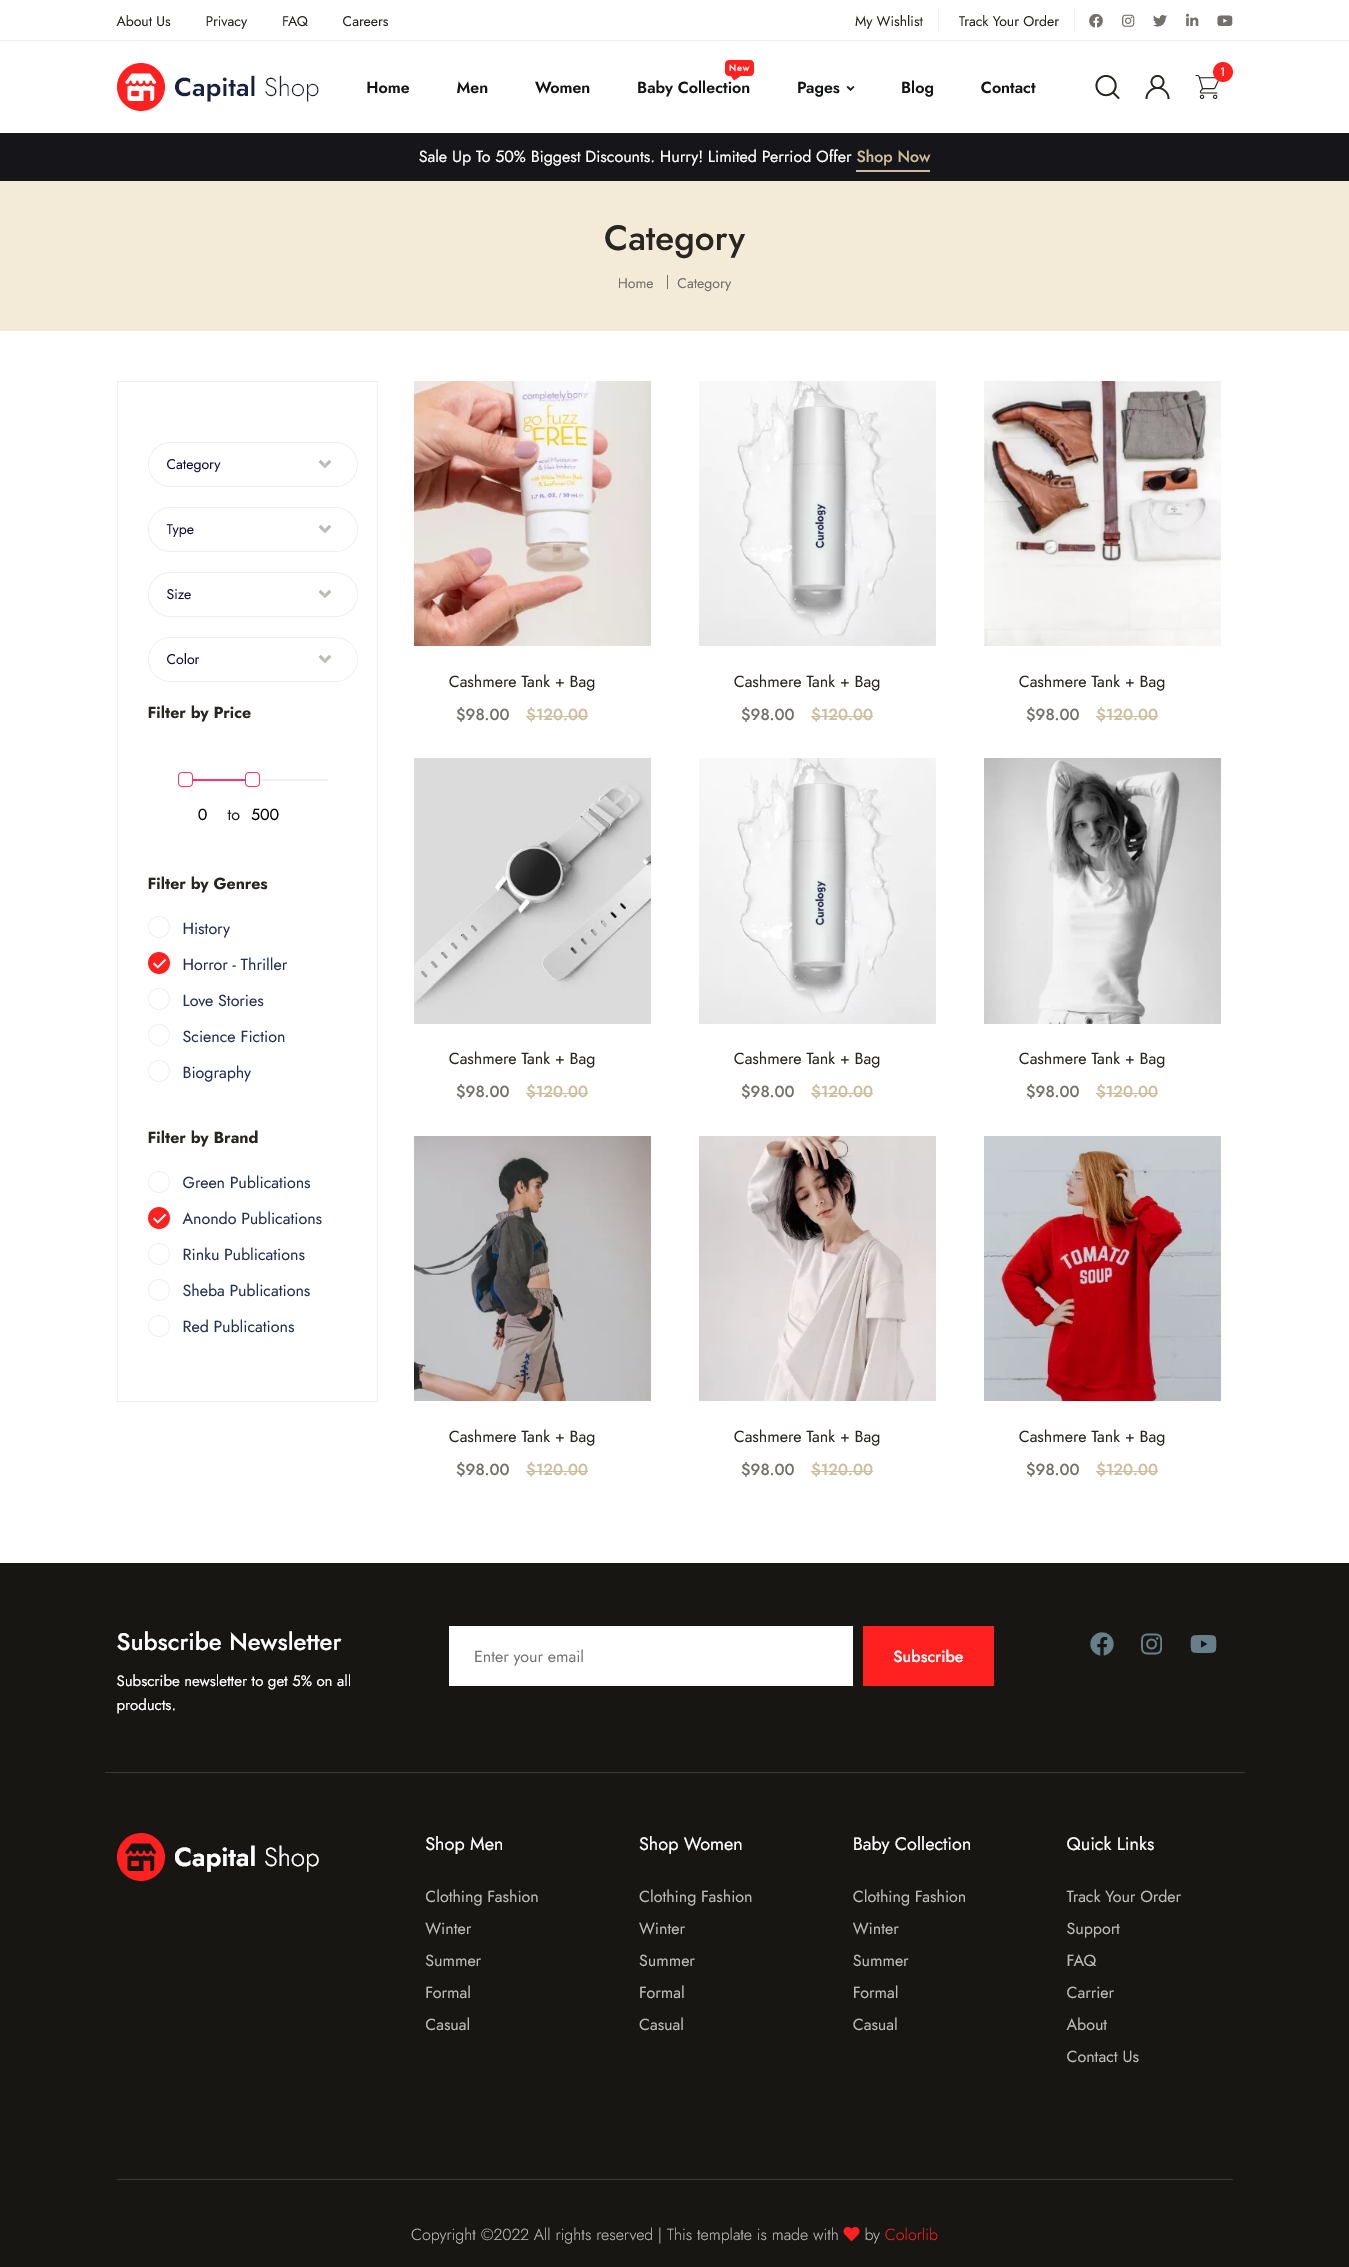 About Us Privacy FAQ Careers My Wishlist Track Your Order
Capital Shop Home Men Women Baby Collection New Pages Blog Contact 1
Sale Up To 50% Biggest Discounts. Hurry! Limited Perriod Offer Shop Now
Category
Home Category
Category
Type
Size
Color
Filter by Price
0 to 500
Filter by Genres
History
Horror - Thriller
Love Stories
Science Fiction
Biography
Filter by Brand
Green Publications
Anondo Publications
Rinku Publications
Sheba Publications
Red Publications
completely bare
go fuzz
FREE
Facial Moisturizer
& Hair Inhibitor
1.7 fl. OZ. / 50 ml
Curology
Cashmere Tank + Bag Cashmere Tank + Bag Cashmere Tank + Bag
$98.00 $120.00 $98.00 $120.00 $98.00 $120.00
Curology
Cashmere Tank + Bag Cashmere Tank + Bag Cashmere Tank + Bag
$98.00 $120.00 $98.00 $120.00 $98.00 $120.00
TOMATO
SOUP
Cashmere Tank + Bag Cashmere Tank + Bag Cashmere Tank + Bag
$98.00 $120.00 $98.00 $120.00 $98.00 $120.00
Subscribe Newsletter
Subscribe newsletter to get 5% on all
products.
Enter your email Subscribe
Capital Shop
Shop Men
Clothing Fashion
Winter
Summer
Formal
Casual
Shop Women
Clothing Fashion
Winter
Summer
Formal
Casual
Baby Collection
Clothing Fashion
Winter
Summer
Formal
Casual
Quick Links
Track Your Order
Support
FAQ
Carrier
About
Contact Us
Copyright ©2022 All rights reserved | This template is made with ♥ by Colorlib